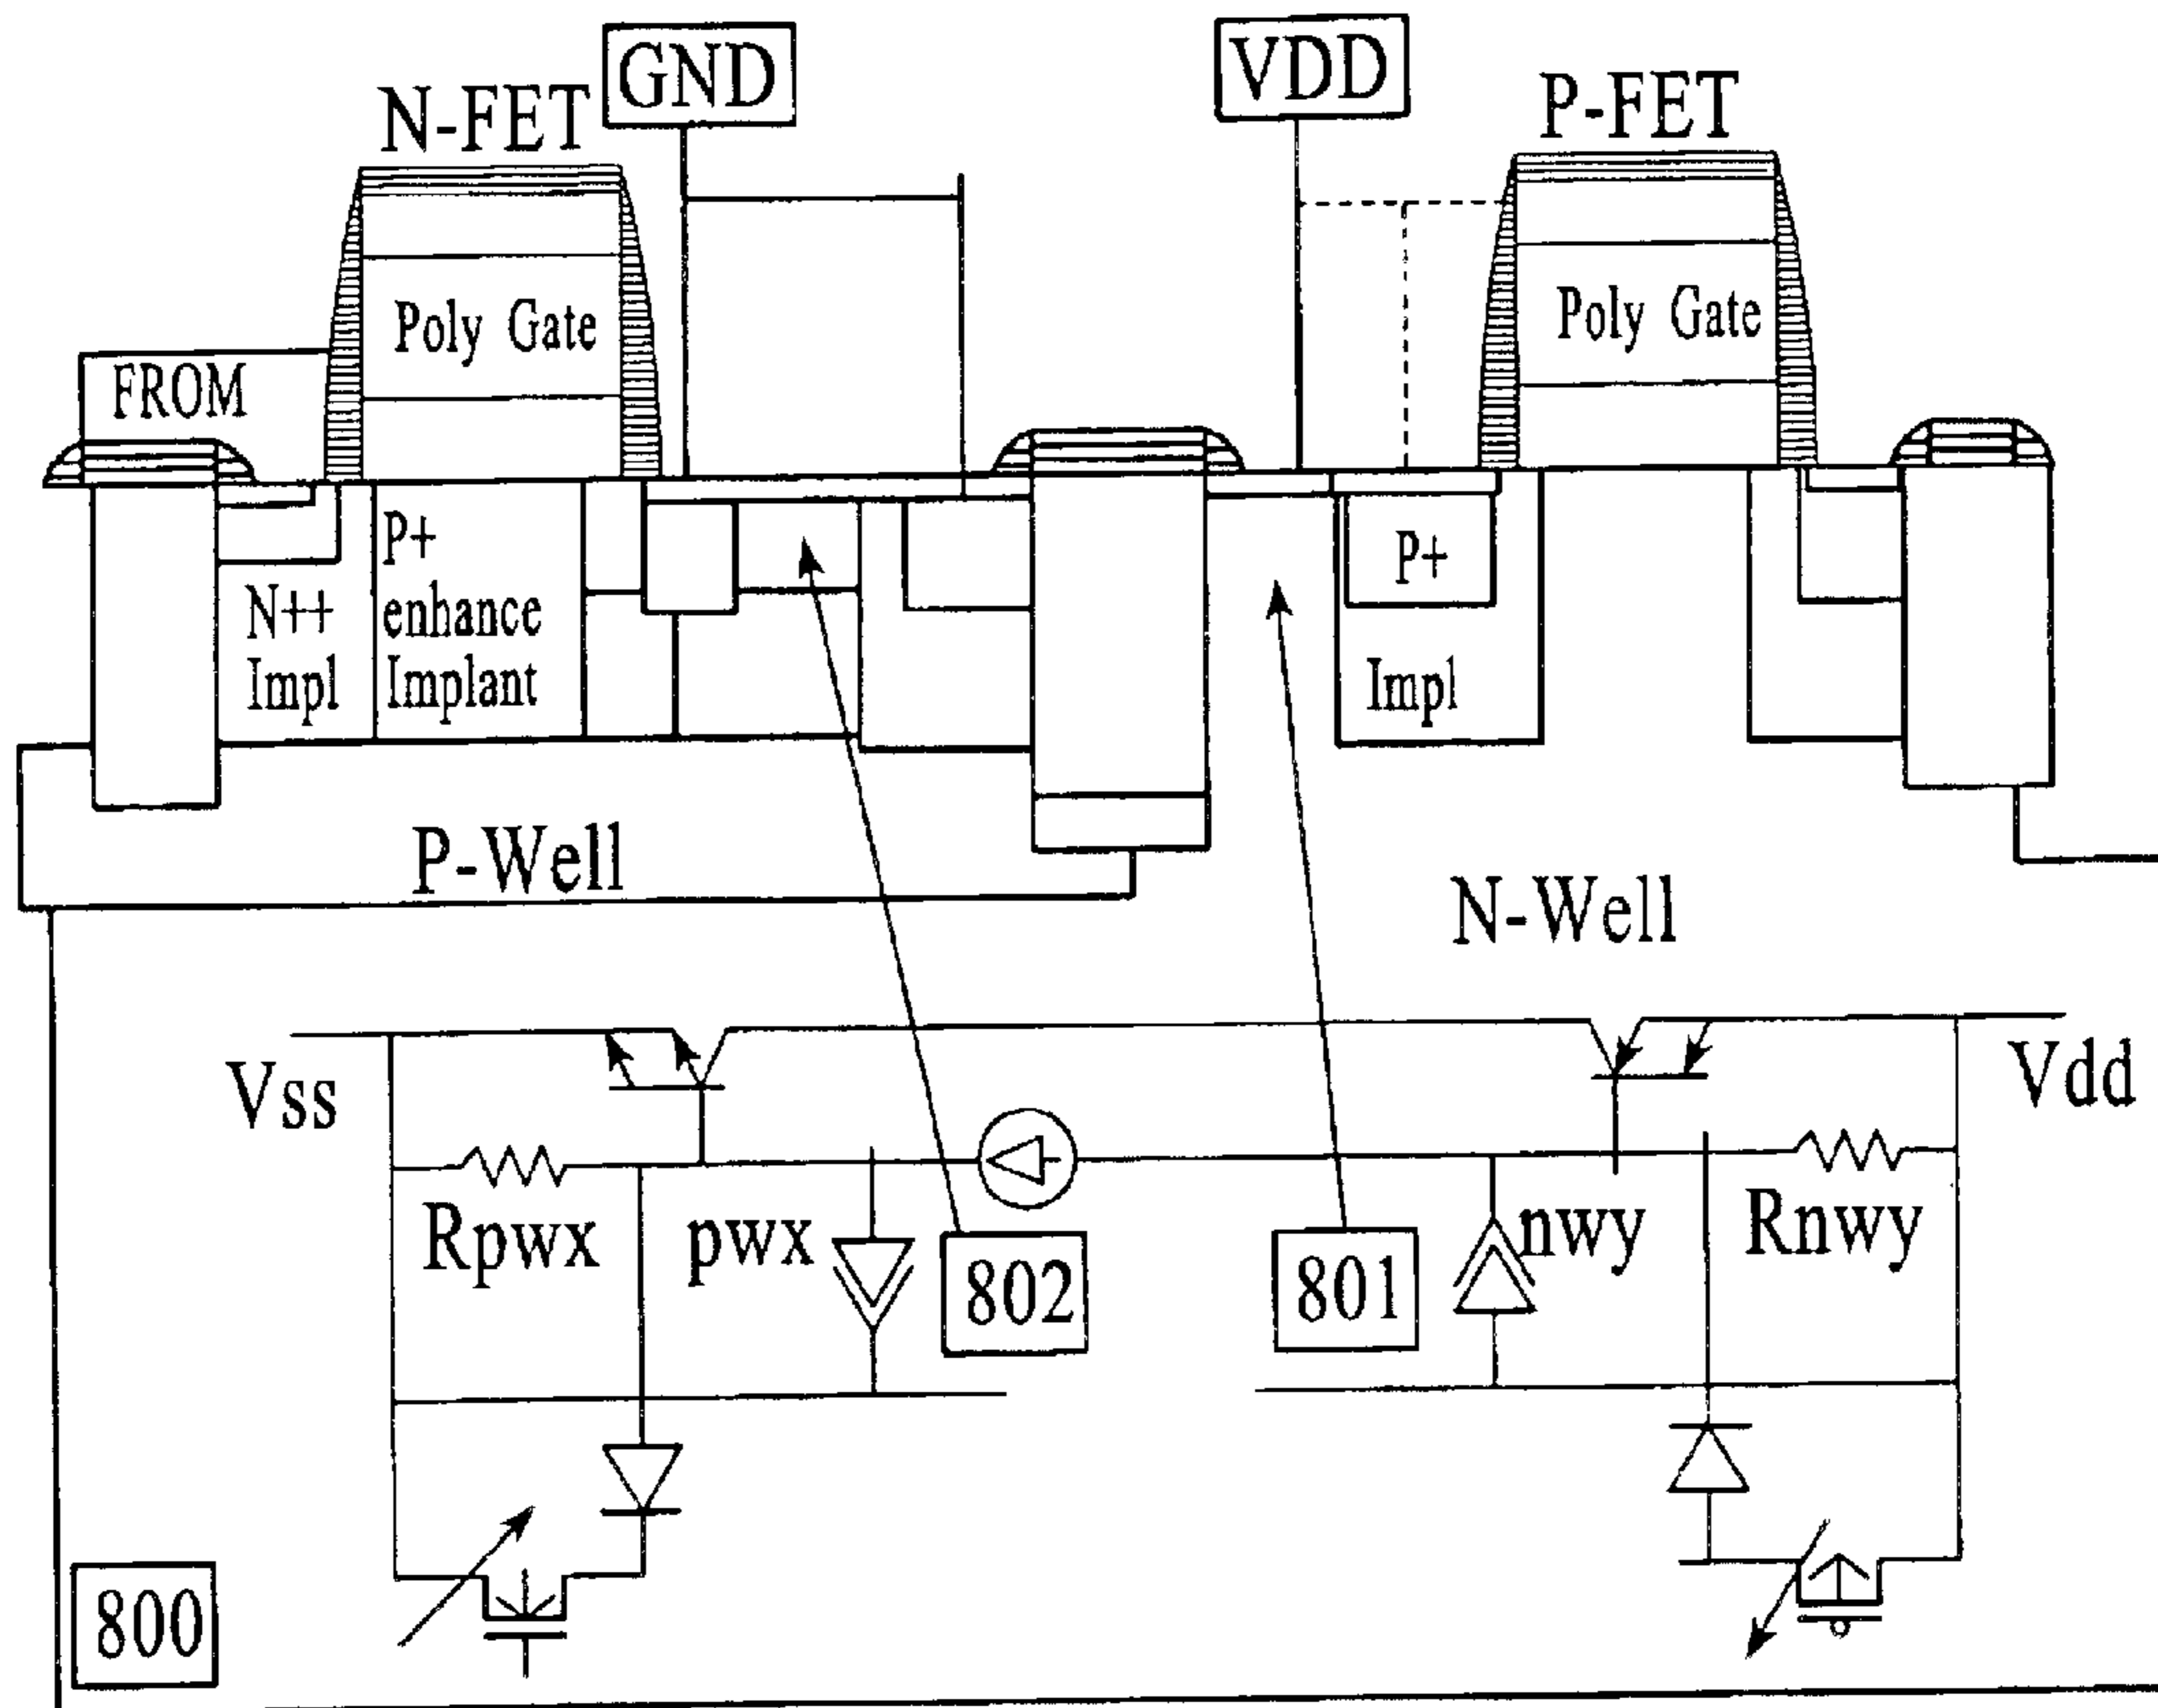 GND
VDD
N-FET
P-FET
Poly Gate
Poly Gate
FROM
P+
enhance
Implant
N++
Impl
P+
Impl
P-Well
N-Well
Vss
Vdd
Rpwx
pwx
802
801
nwy
Rnwy
800